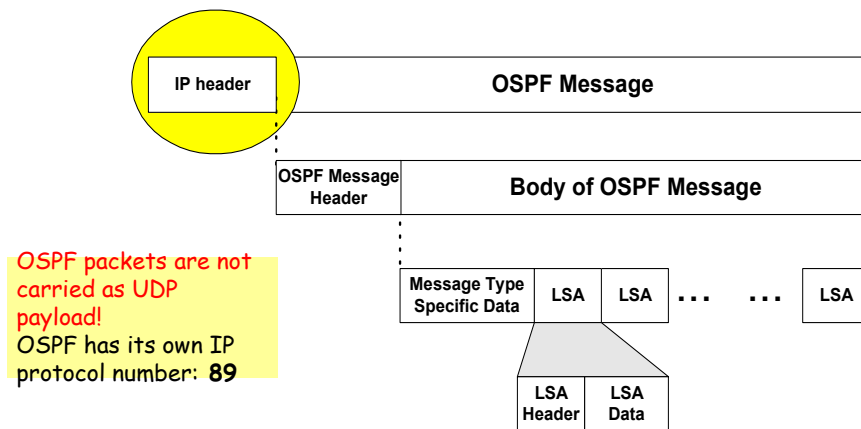 IP header
OSPF Message
OSPF Message
Header
Body of OSPF Message
OSPF packets are not
carried as UDP
payload!
OSPF has its own IP
protocol number: 89
Message Type
Specific Data
LSA
LSA
... ...
LSA
LSA
Header
LSA
Data